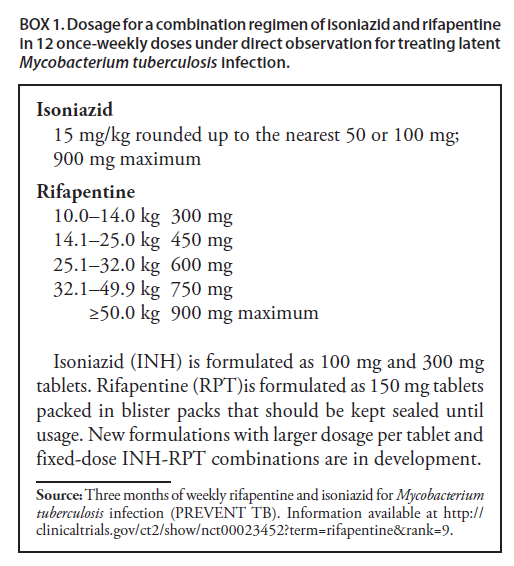 BOX 1. Dosage for a combination regimen of isoniazid and rifapentine
in 12 once-weekly doses under direct observation for treating latent
Mycobacterium tuberculosis infection.
Isoniazid
15 mg/kg rounded up to the nearest 50 or 100 mg;
900 mg maximum
Rifapentine
10.0–14.0 kg 300 mg
14.1–25.0 kg 450 mg
25.1–32.0 kg 600 mg
32.1–49.9 kg 750 mg
≥50.0 kg 900 mg maximum
Isoniazid (INH) is formulated as 100 mg and 300 mg
tablets. Rifapentine (RPT)is formulated as 150 mg tablets
packed in blister packs that should be kept sealed until
usage. New formulations with larger dosage per tablet and
fixed-dose INH-RPT combinations are in development.
Source: Three months of weekly rifapentine and isoniazid for Mycobacterium
tuberculosis infection (PREVENT TB). Information available at http://
clinicaltrials.gov/ct2/show/nct00023452?term=rifapentine&rank=9.